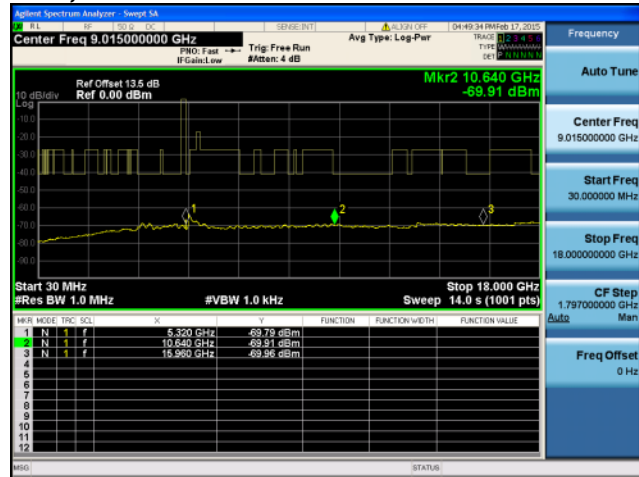 Agilent Spectrum Analyzer - Swept SA
RL RF 50 Ω DC SENSE:INT ALIGN OFF 04:49:34 PM Feb 17, 2015
Center Freq 9.015000000 GHz Avg Type: Log-Pwr TRACE 1 2 3 4 5 6
PNO: Fast Trig: Free Run TYPE
IFGain:Low #Atten: 4 dB DET P N N N N N
Frequency
Auto Tune
Center Freq
9.015000000 GHz
Start Freq
30.000000 MHz
Stop Freq
18.000000000 GHz
CF Step
1.797000000 GHz
Auto Man
Freq Offset
0 Hz
Ref Offset 13.5 dB Mkr2 10.640 GHz
10 dB/div Ref 0.00 dBm -69.91 dBm
Log
-10.0
-20.0
-30.0
-40.0
-50.0
-60.0
-70.0
-80.0
-90.0
1 2 3
Start 30 MHz Stop 18.000 GHz
#Res BW 1.0 MHz #VBW 1.0 kHz Sweep 14.0 s (1001 pts)
MKR MODE TRC SCL X Y FUNCTION FUNCTION WIDTH FUNCTION VALUE
1 N 1 f 5.320 GHz -69.79 dBm
2 N 1 f 10.640 GHz -69.91 dBm
3 N 1 f 15.960 GHz -69.96 dBm
4
5
6
7
8
9
10
11
12
MSG STATUS